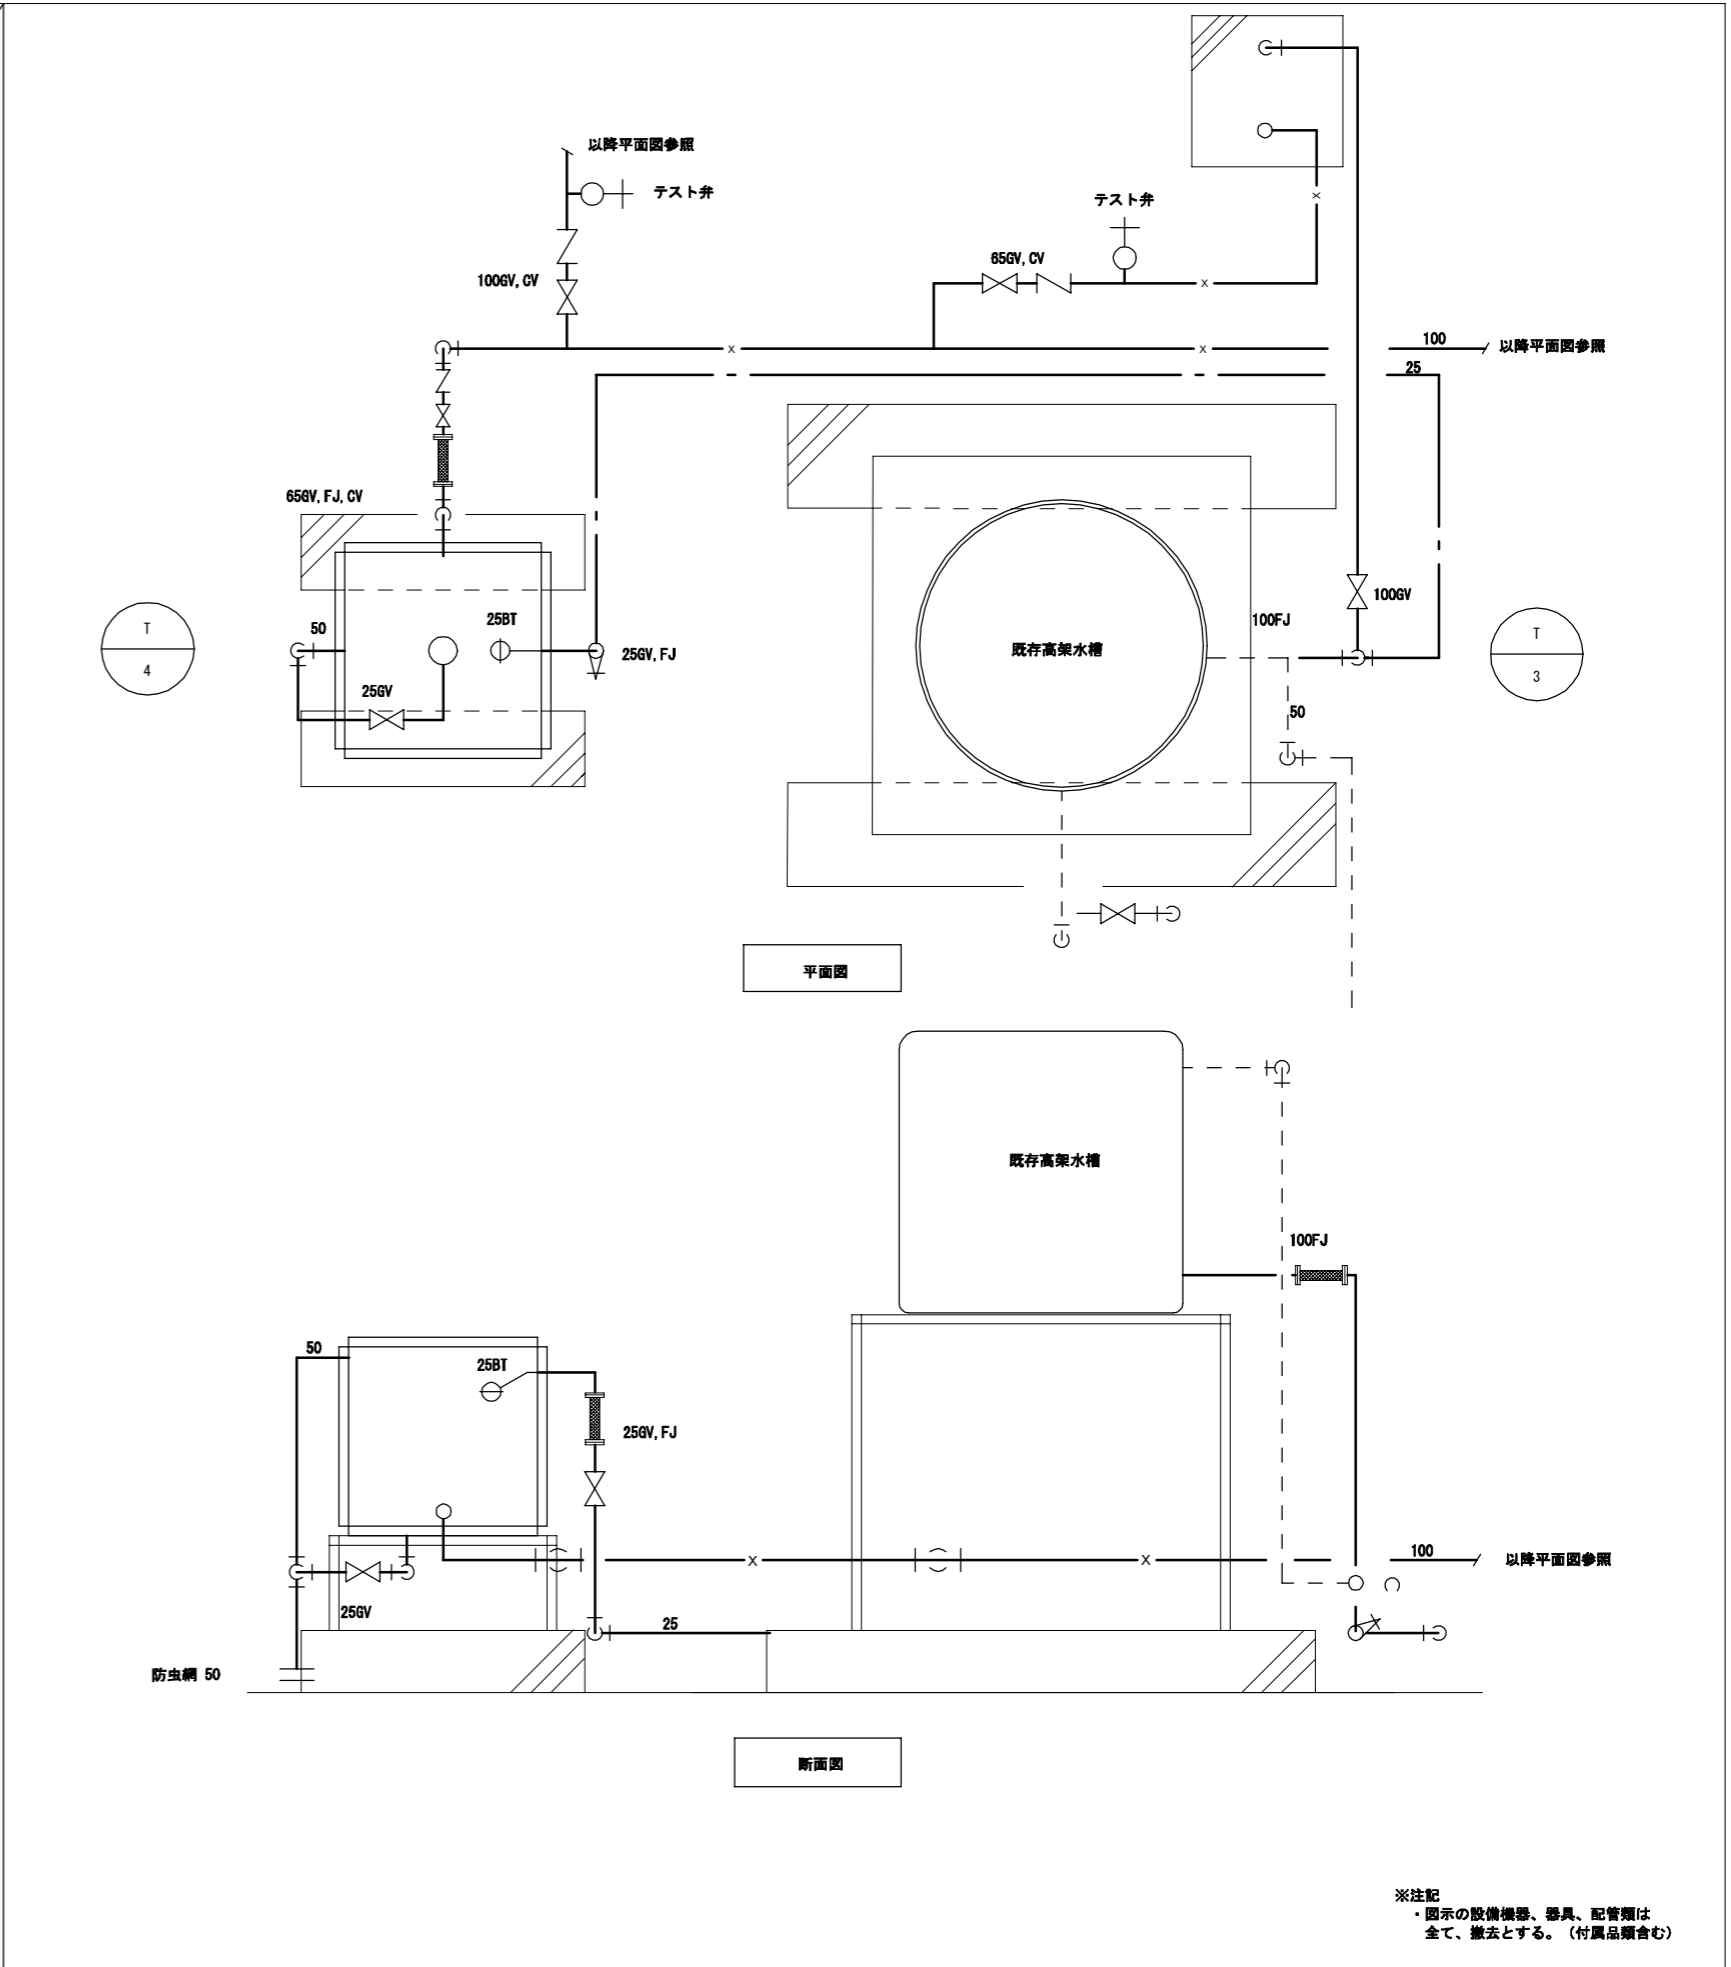 以降平面図参照
テスト弁
テスト弁
65GV, CV
100GV, CV
x
x
x
x
100
以降平面図参照
25
65GV, FJ, CV
100GV
T
4
50
25BT
25GV, FJ
25GV
既存高架水槽
100FJ
T
3
50
平面図
既存高架水槽
100FJ
50
25BT
25GV, FJ
x
x
100
以降平面図参照
25GV
25
防虫網 50
断面図
※注記
・図示の設備機器、器具、配管類は
全て、撤去とする。（付属品類含む）